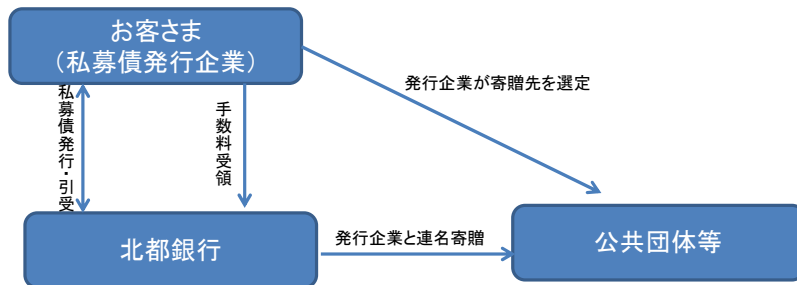 お客さま
（私募債発行企業）
発行企業が寄贈先を選定
私募債発行・引受
手数料受領
北都銀行
発行企業と連名寄贈
公共団体等